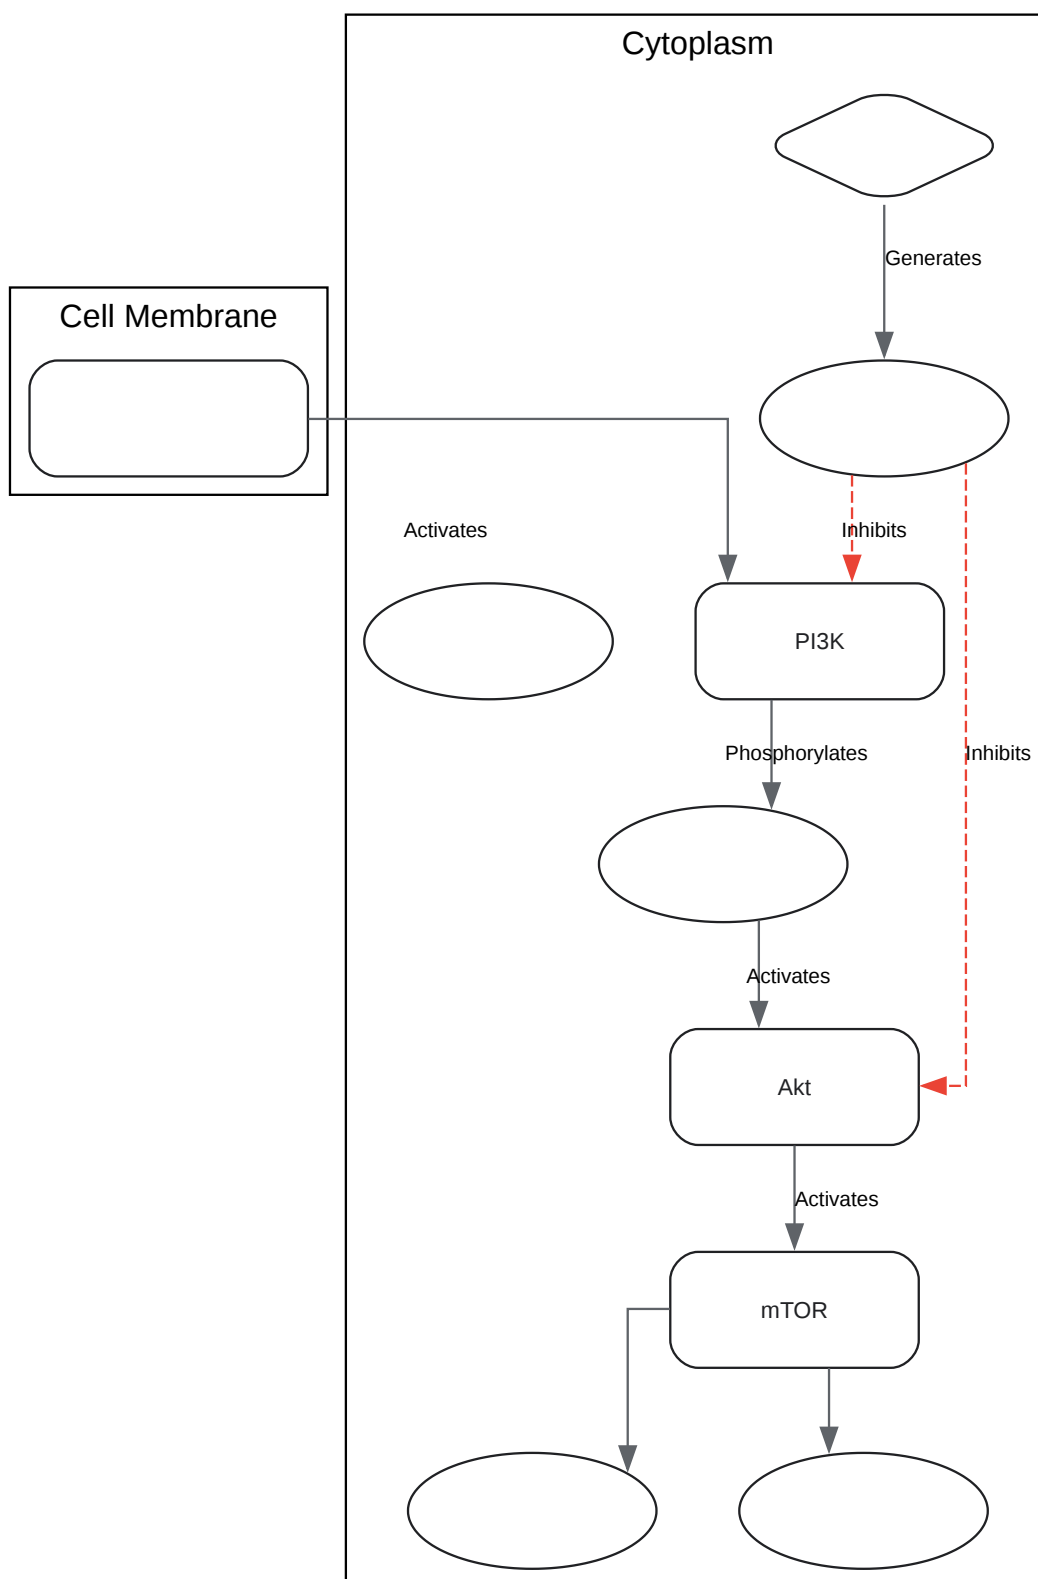 Cytoplasm
Generates
Cell Membrane
Activates
Inhibits
PI3K
Phosphorylates
Inhibits
Activates
Akt
Activates
mTOR